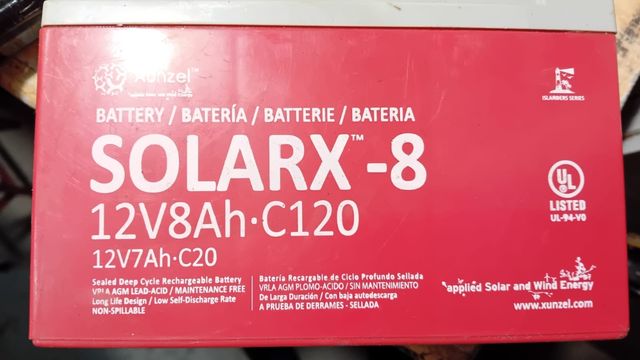 Xunzel™
ISLANDERS SERIES
BATTERY / BATERÍA / BATTERIE / BATERIA
SOLARX™-8
12V8Ah·C120
12V7Ah·C20
UL
LISTED
UL-94-V0
Sealed Deep Cycle Rechargeable Battery
VRLA AGM LEAD-ACID / MAINTENANCE FREE
Long Life Design / Low Self-Discharge Rate
NON-SPILLABLE
Batería Recargable de Ciclo Profundo Sellada
VRLA AGM PLOMO-ACIDO / SIN MANTENIMIENTO
De Larga Duración / Con baja autodescarga
A PRUEBA DE DERRAMES - SELLADA
applied Solar and Wind Energy
www.xunzel.com